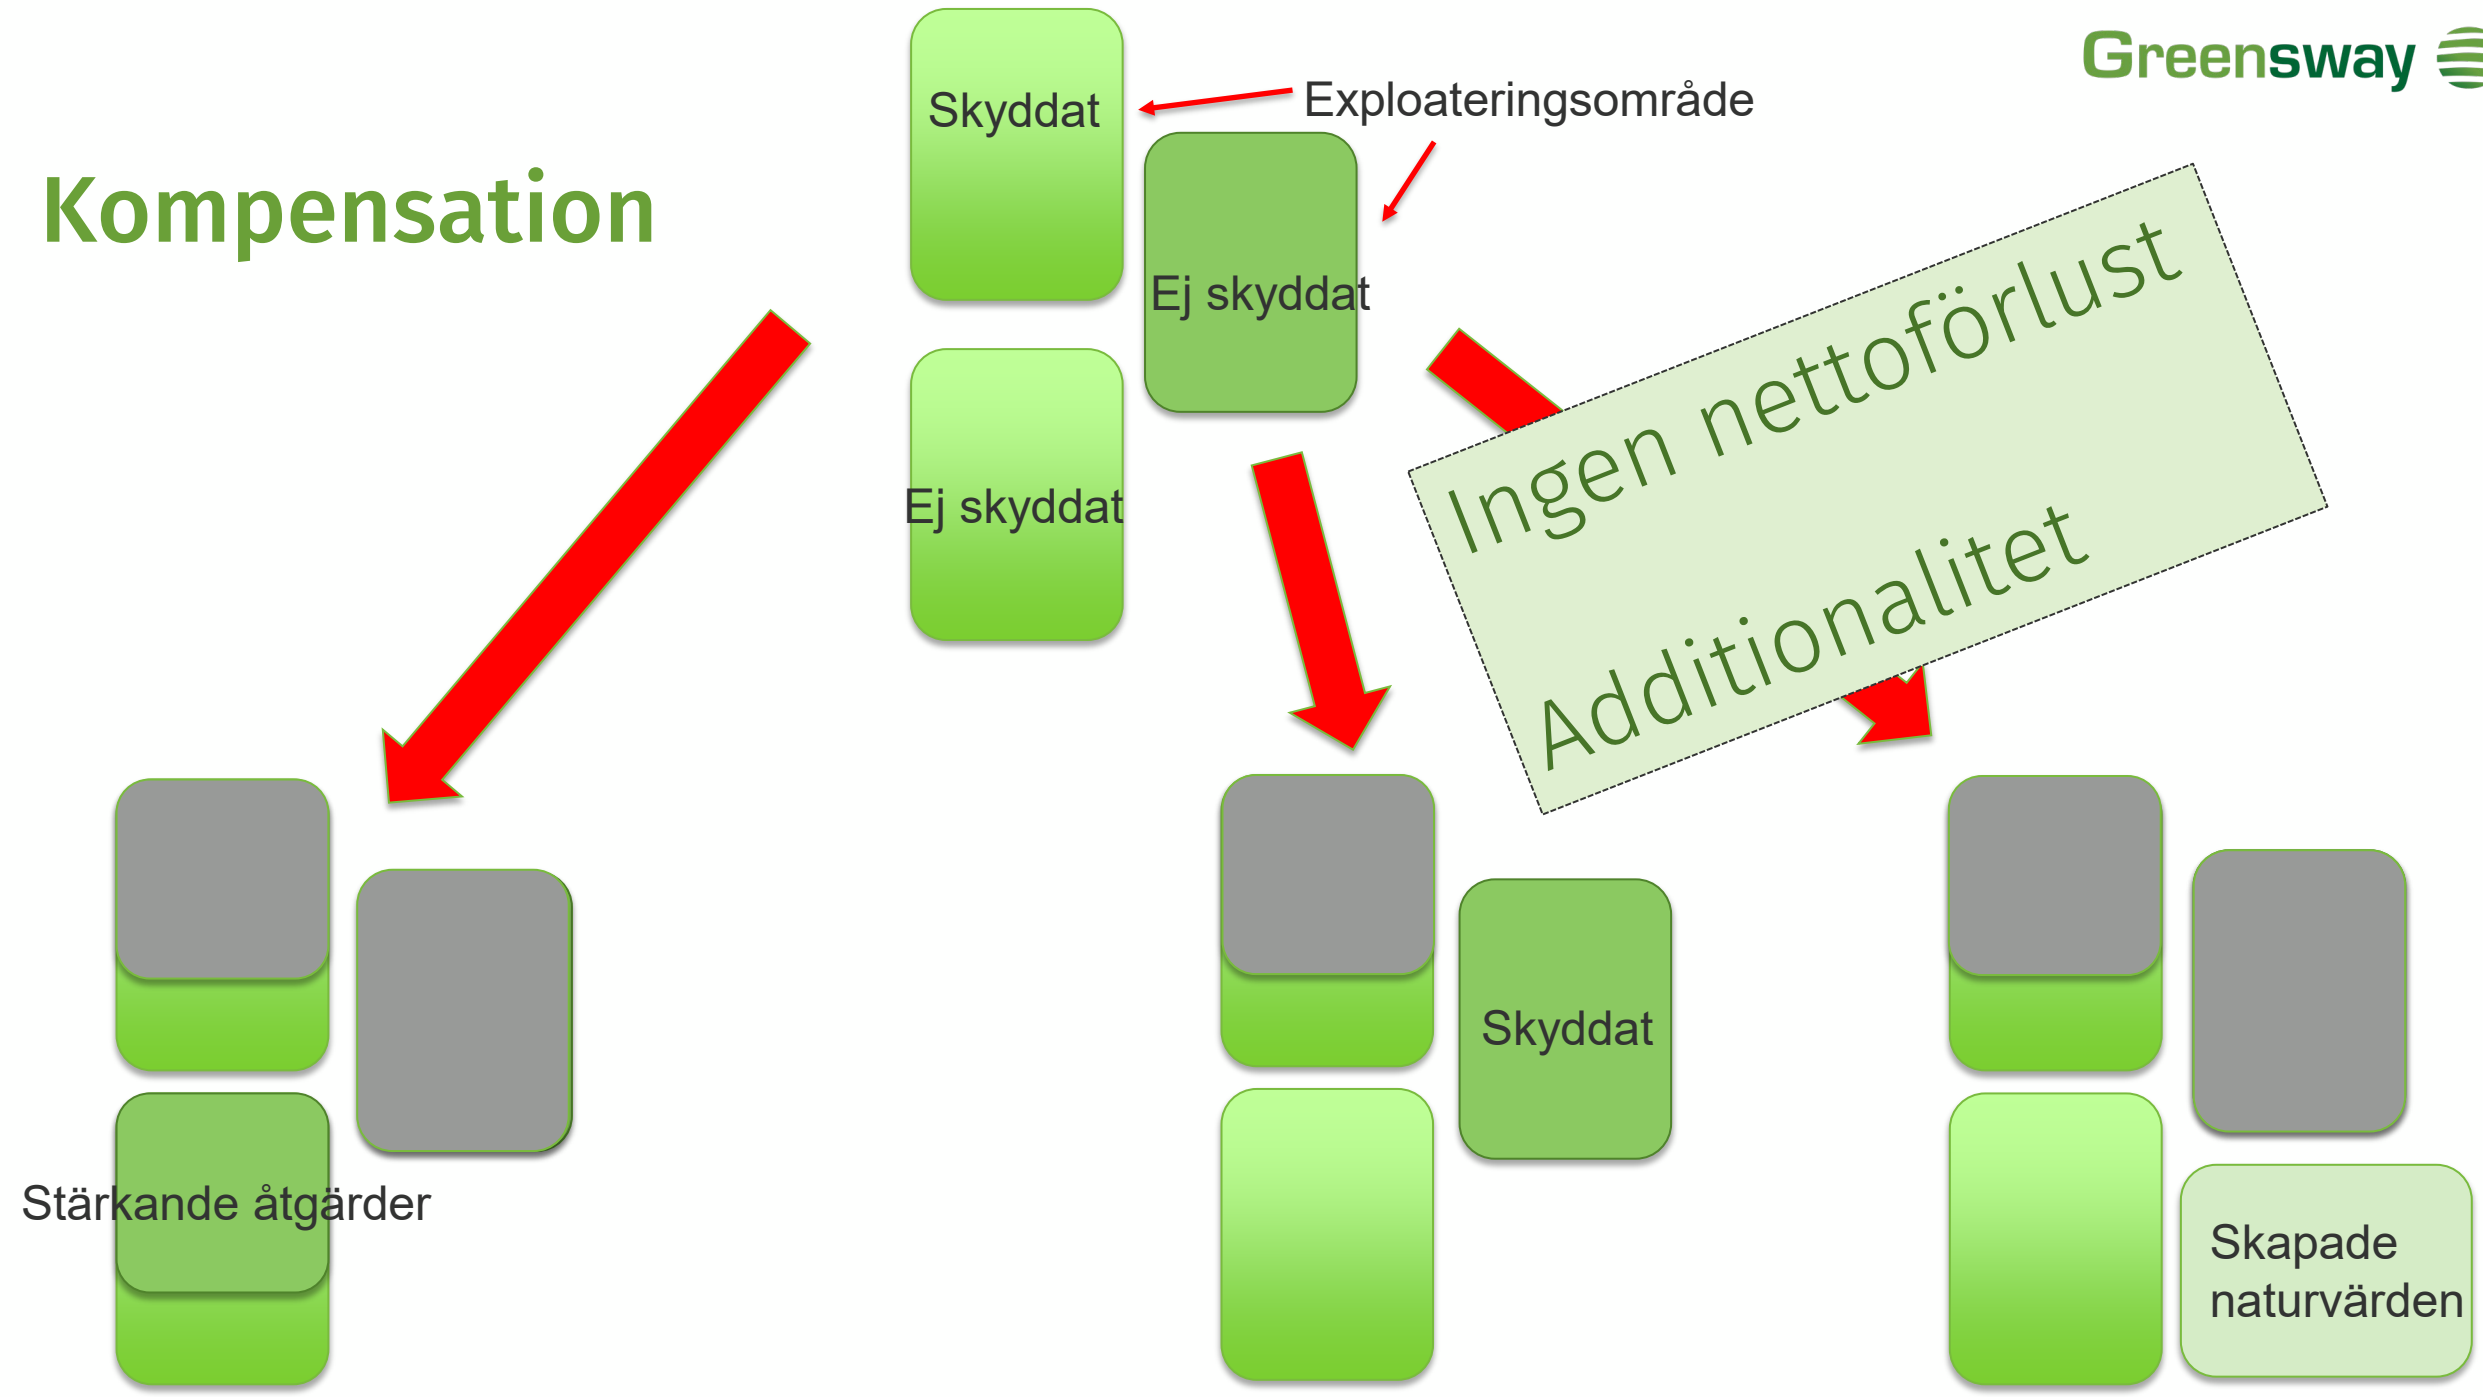 Greensway
Skyddat
Exploateringsområde
Kompensation
Ej skyddat
Ingen nettoförlust
Ej skyddat
Additionalitet
Skyddat
Stärkande åtgärder
Skapade
naturvärden